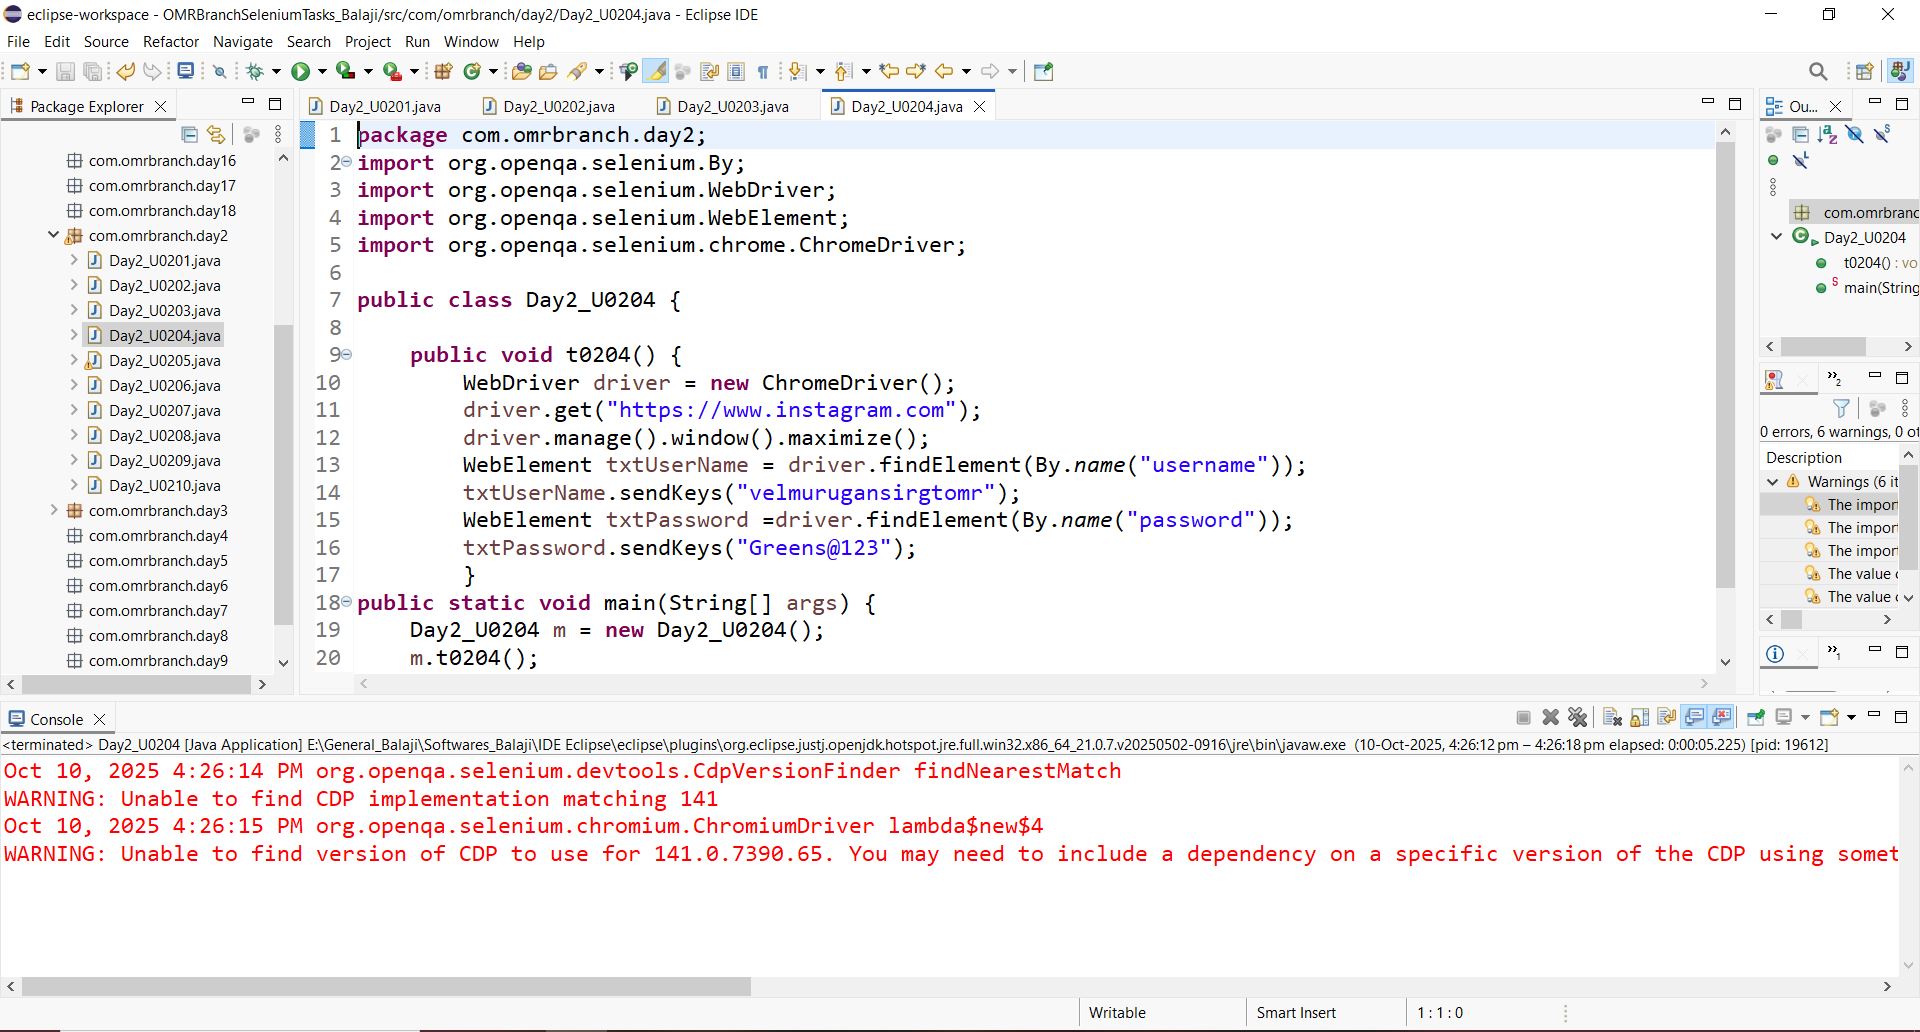 eclipse-workspace - OMRBranchSeleniumTasks_Balaji/src/com/omrbranch/day2/Day2_U0204.java - Eclipse IDE
File Edit Source Refactor Navigate Search Project Run Window Help
Package Explorer
com.omrbranch.day16
com.omrbranch.day17
com.omrbranch.day18
com.omrbranch.day2
Day2_U0201.java
Day2_U0202.java
Day2_U0203.java
Day2_U0204.java
Day2_U0205.java
Day2_U0206.java
Day2_U0207.java
Day2_U0208.java
Day2_U0209.java
Day2_U0210.java
com.omrbranch.day3
com.omrbranch.day4
com.omrbranch.day5
com.omrbranch.day6
com.omrbranch.day7
com.omrbranch.day8
com.omrbranch.day9
Day2_U0201.java Day2_U0202.java Day2_U0203.java Day2_U0204.java
1 package com.omrbranch.day2;
2 import org.openqa.selenium.By;
3 import org.openqa.selenium.WebDriver;
4 import org.openqa.selenium.WebElement;
5 import org.openqa.selenium.chrome.ChromeDriver;
6
7 public class Day2_U0204 {
8
9 public void t0204() {
10 WebDriver driver = new ChromeDriver();
11 driver.get("https://www.instagram.com");
12 driver.manage().window().maximize();
13 WebElement txtUserName = driver.findElement(By.name("username"));
14 txtUserName.sendKeys("velmurugansirgtomr");
15 WebElement txtPassword =driver.findElement(By.name("password"));
16 txtPassword.sendKeys("Greens@123");
17 }
18 public static void main(String[] args) {
19 Day2_U0204 m = new Day2_U0204();
20 m.t0204();
Ou...
com.omrbranc
Day2_U0204
t0204() : vo
main(String
0 errors, 6 warnings, 0 ot
Description
Warnings (6 it
The import
The import
The import
The value
The value
Console
<terminated> Day2_U0204 [Java Application] E:\General_Balaji\Softwares_Balaji\IDE Eclipse\eclipse\plugins\org.eclipse.justj.openjdk.hotspot.jre.full.win32.x86_64_21.0.7.v20250502-0916\jre\bin\javaw.exe (10-Oct-2025, 4:26:12 pm – 4:26:18 pm elapsed: 0:00:05.225) [pid: 19612]
Oct 10, 2025 4:26:14 PM org.openqa.selenium.devtools.CdpVersionFinder findNearestMatch
WARNING: Unable to find CDP implementation matching 141
Oct 10, 2025 4:26:15 PM org.openqa.selenium.chromium.ChromiumDriver lambda$new$4
WARNING: Unable to find version of CDP to use for 141.0.7390.65. You may need to include a dependency on a specific version of the CDP using somet
Writable Smart Insert 1 : 1 : 0